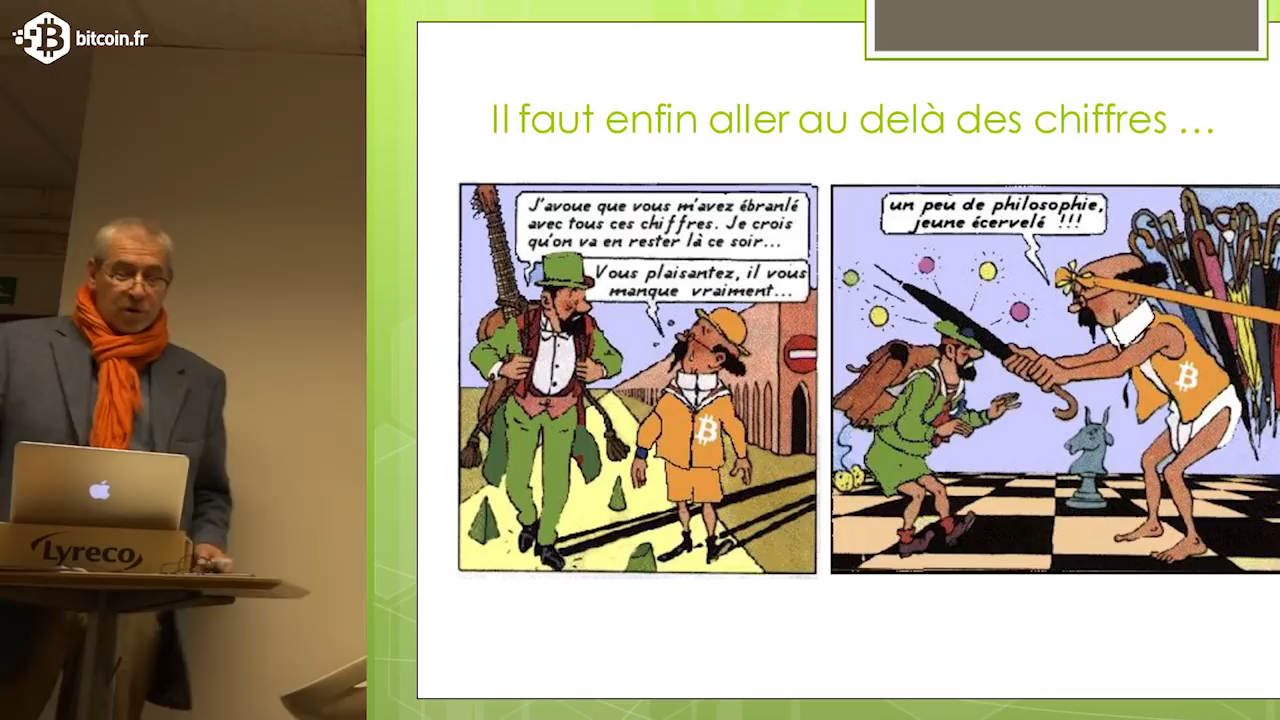 bitcoin.fr
Il faut enfin aller au delà des chiffres ...
J'avoue que vous m'avez ébranlé
avec tous ces chiffres. Je crois
qu'on va en rester là ce soir...
Vous plaisantez, il vous
manque vraiment...
un peu de philosophie,
jeune écervelé !!!
Lyreco